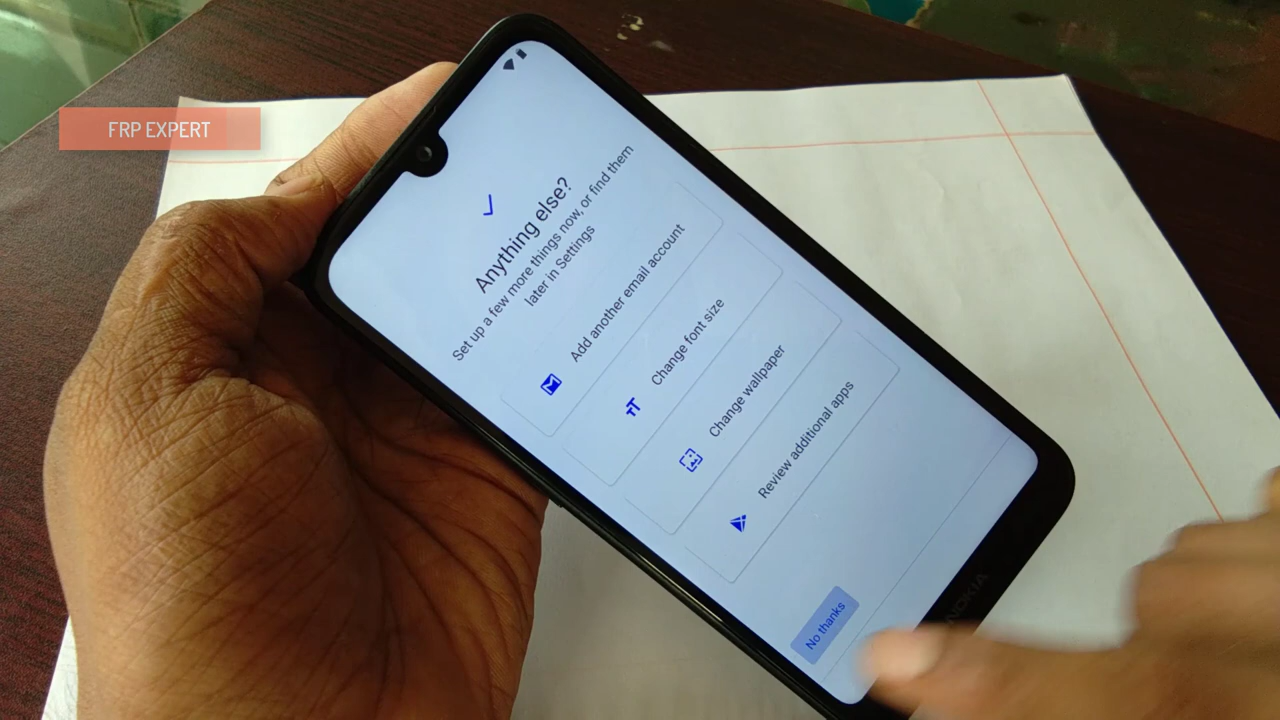 FRP EXPERT
Anything else?
Set up a few more things now, or find them
later in Settings
Add another email account
Change font size
Change wallpaper
Review additional apps
No thanks
NOKIA